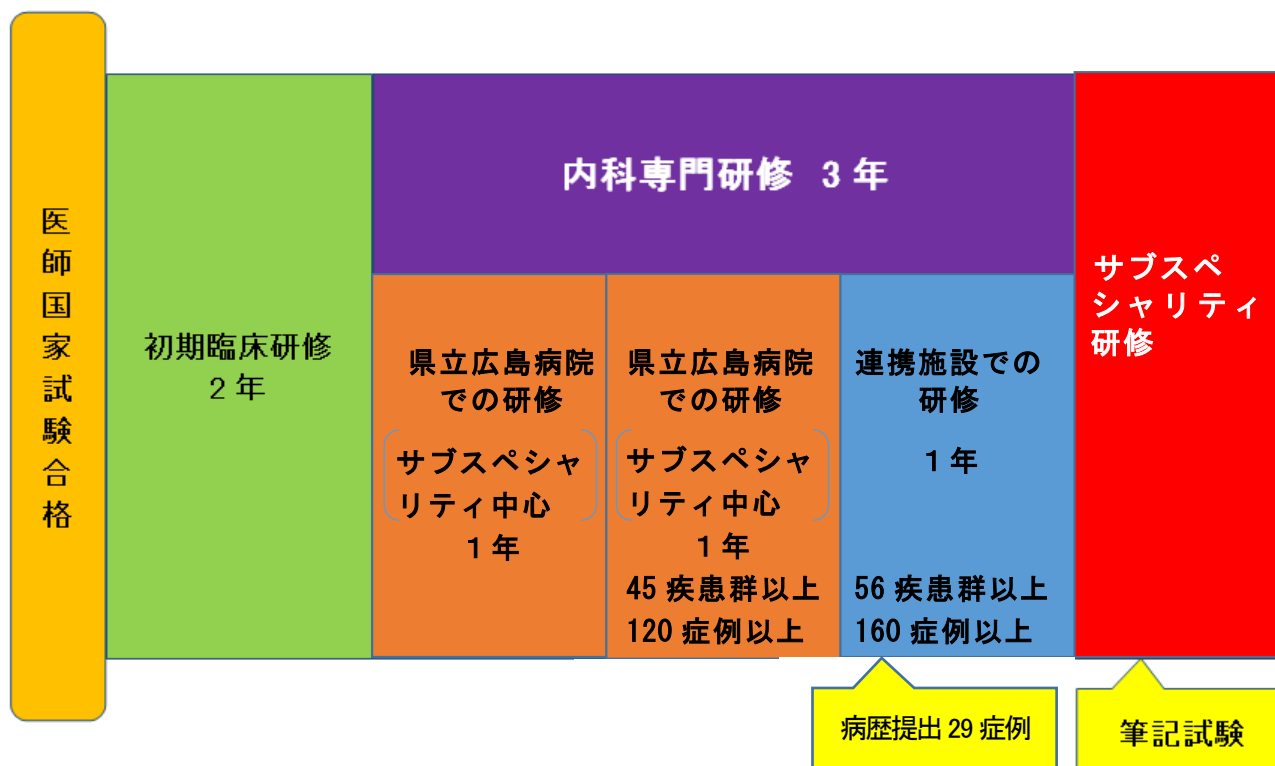 医師国家試験合格
初期臨床研修
2 年
内科専門研修 3 年
県立広島病院
での研修
サブスペシャ
リティ中心
1 年
県立広島病院
での研修
サブスペシャ
リティ中心
1 年
45 疾患群以上
120 症例以上
連携施設での
研修
1 年
56 疾患群以上
160 症例以上
サブスペ
シャリティ
研修
病歴提出 29 症例
筆記試験